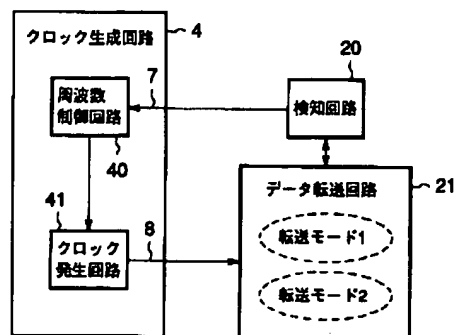 クロック生成回路
4
周波数
制御回路
40
7
20
検知回路
41
クロック
発生回路
8
データ転送回路
21
転送モード1
転送モード2